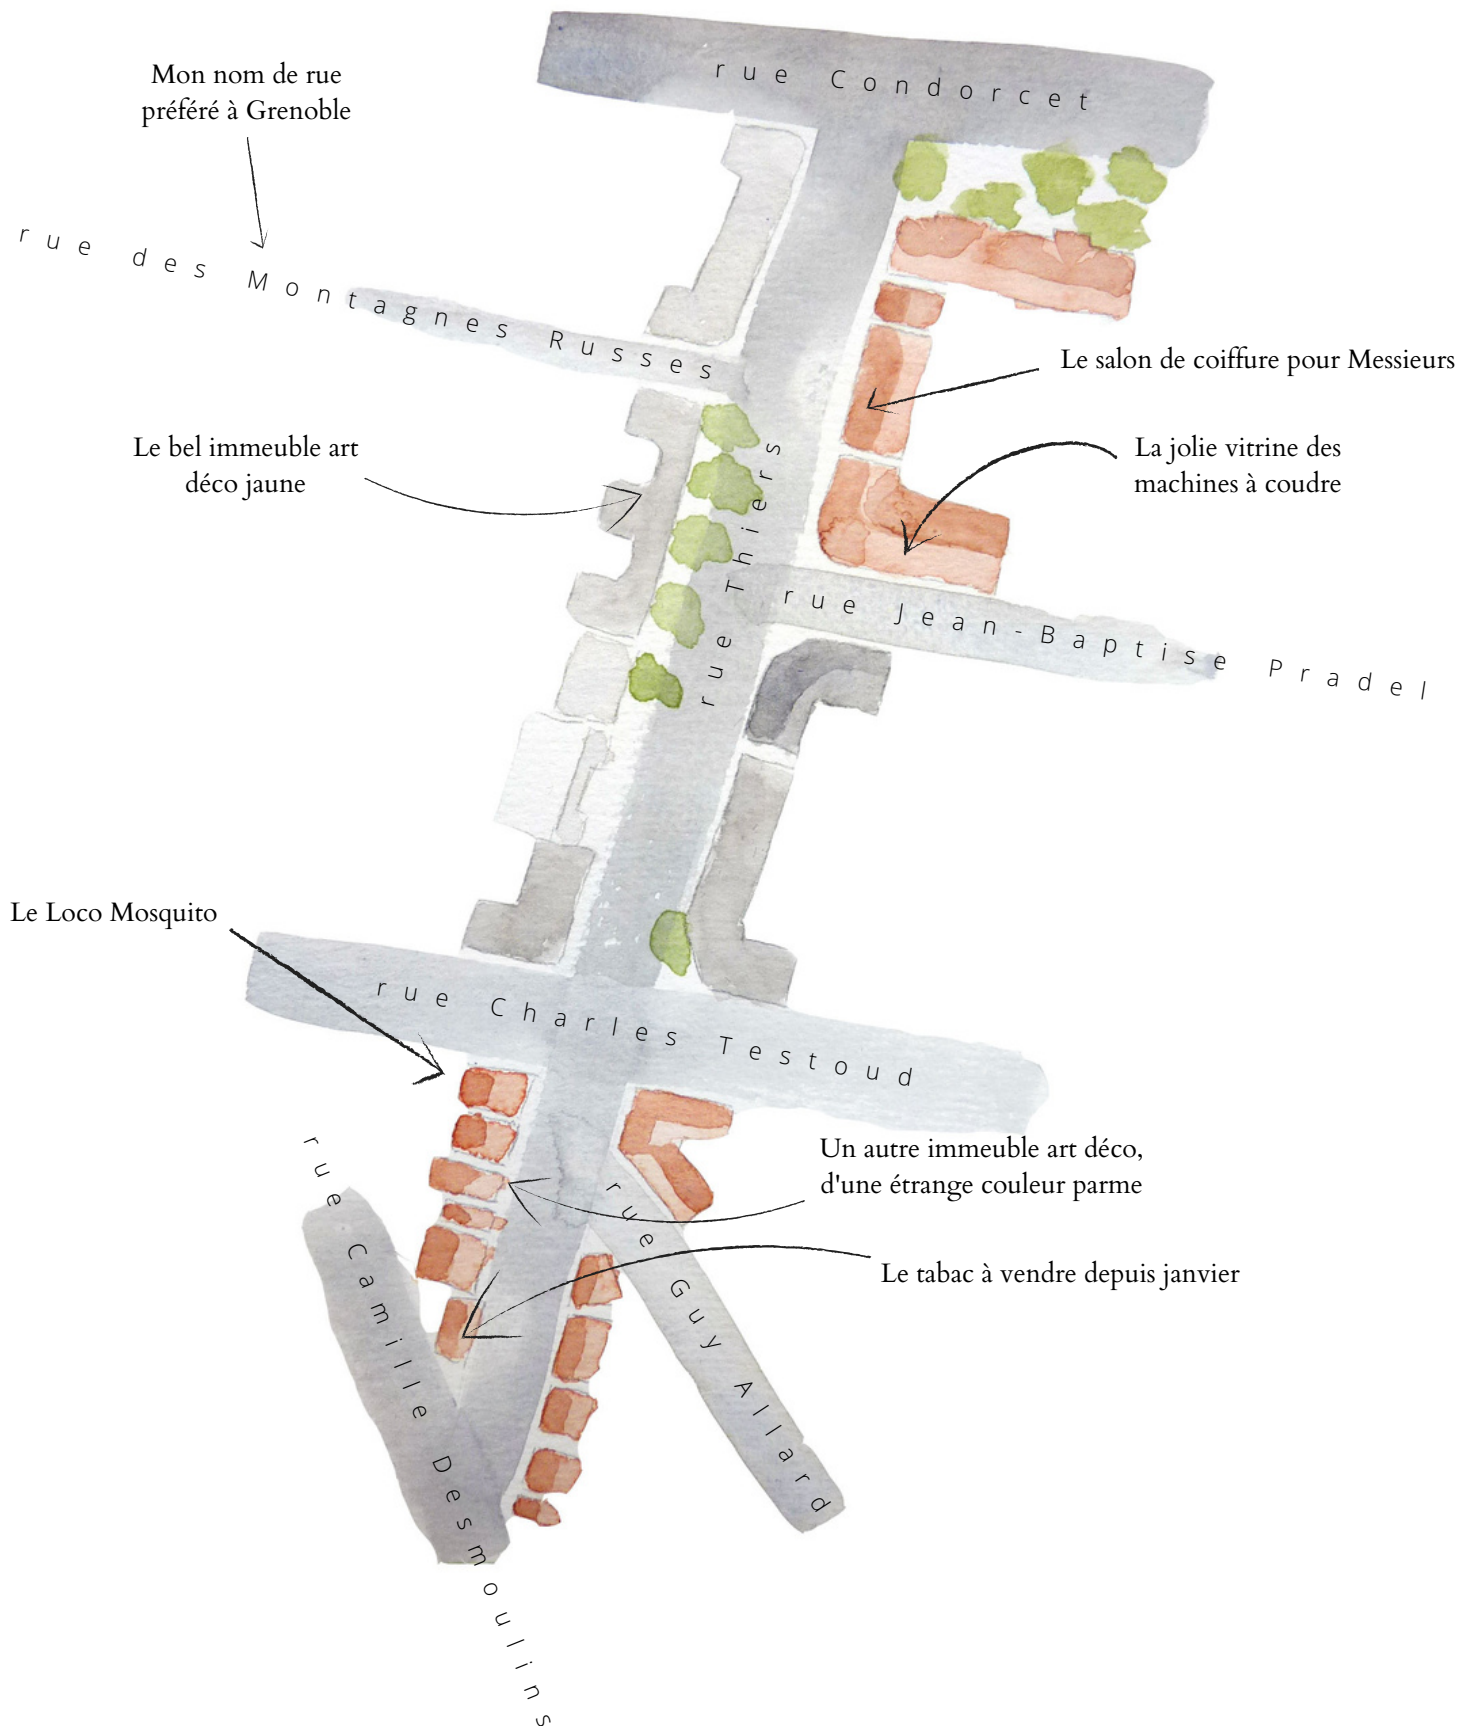 rue Condorcet
Mon nom de rue
préféré à Grenoble
rue des Montagnes Russes
Le salon de coiffure pour Messieurs
Le bel immeuble art
déco jaune
La jolie vitrine des
machines à coudre
rue Thiers
rue Jean-Baptise Pradel
Le Loco Mosquito
rue Charles Testoud
Un autre immeuble art déco,
d'une étrange couleur parme
rue Guy Allard
Le tabac à vendre depuis janvier
rue Camille Desmoulins